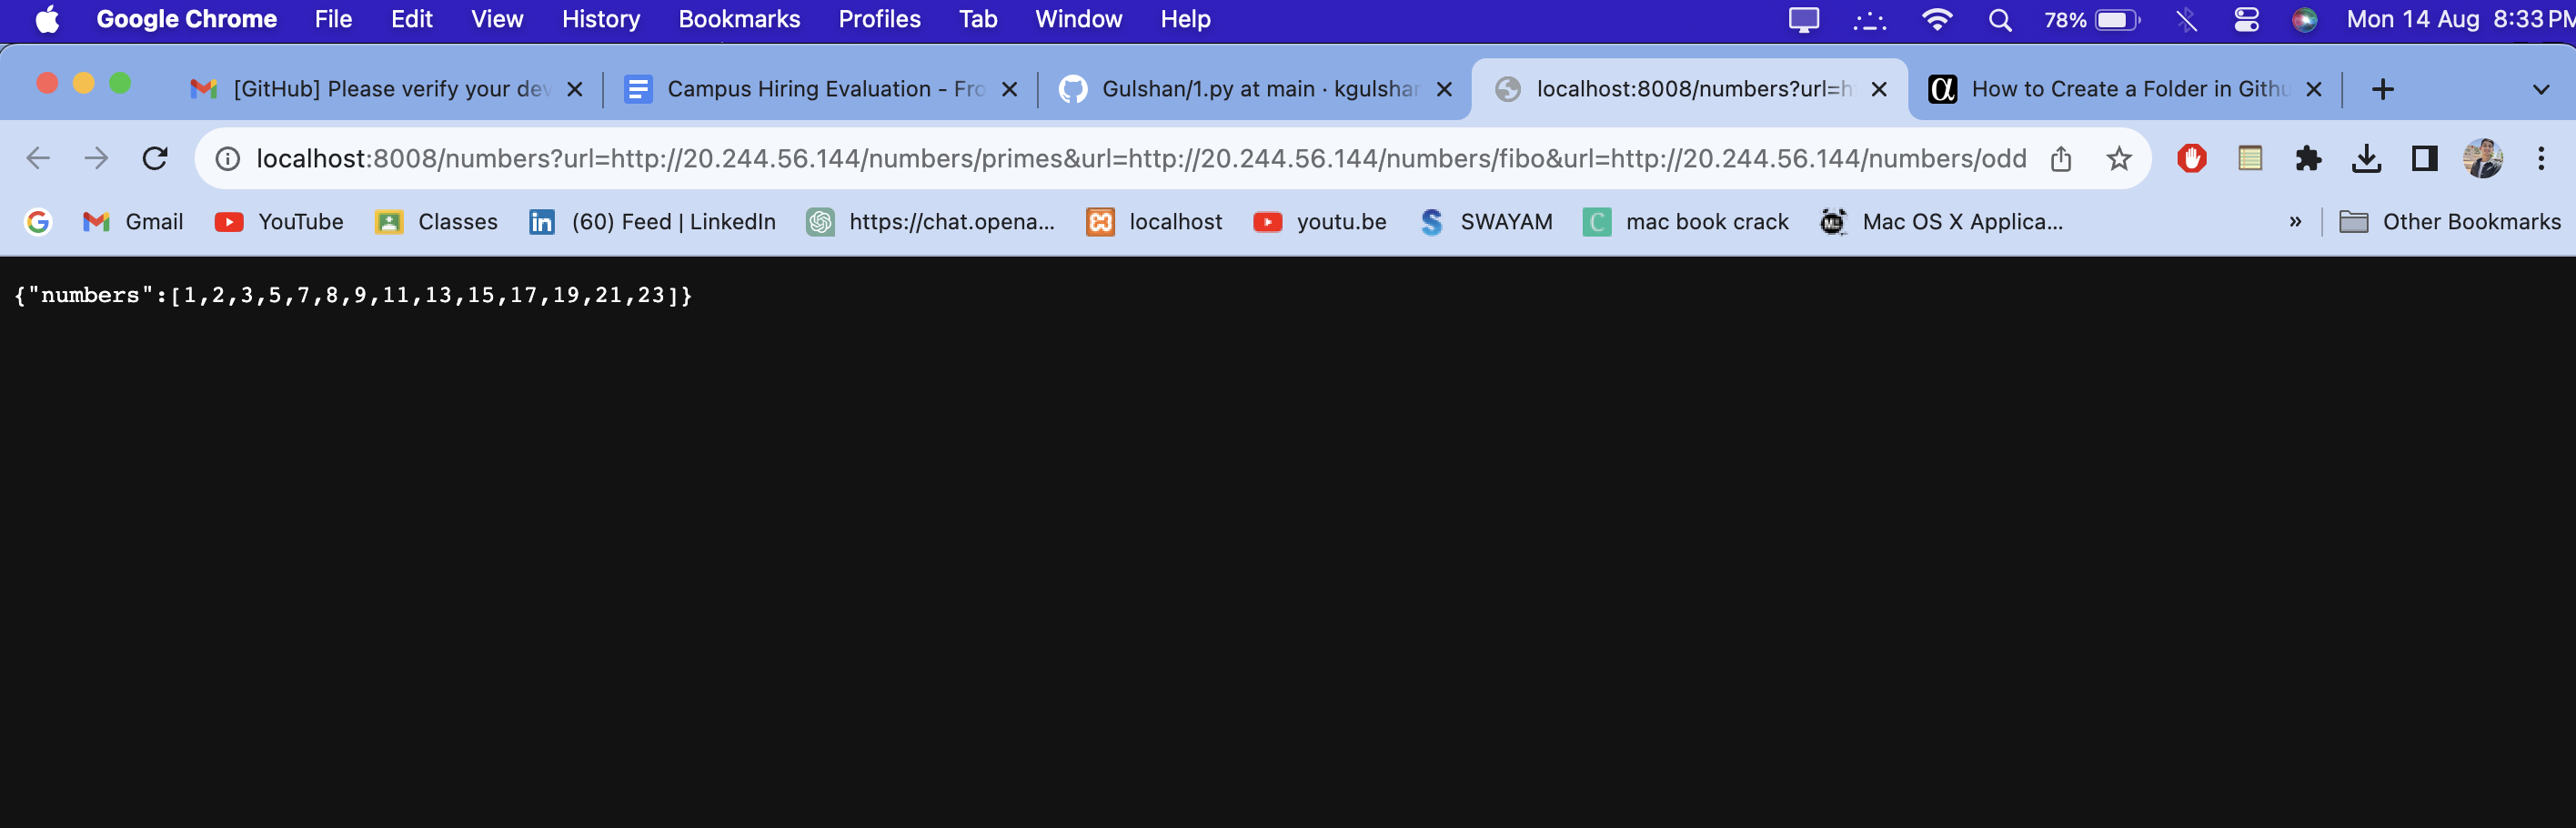 Google Chrome File Edit View History Bookmarks Profiles Tab Window Help 78% Mon 14 Aug 8:33 PM
[GitHub] Please verify your dev Campus Hiring Evaluation - Fro Gulshan/1.py at main · kgulshan localhost:8008/numbers?url=h How to Create a Folder in Githu
localhost:8008/numbers?url=http://20.244.56.144/numbers/primes&url=http://20.244.56.144/numbers/fibo&url=http://20.244.56.144/numbers/odd
Gmail YouTube Classes (60) Feed | LinkedIn https://chat.opena... localhost youtu.be SWAYAM mac book crack Mac OS X Applica... » Other Bookmarks
{"numbers":[1,2,3,5,7,8,9,11,13,15,17,19,21,23]}